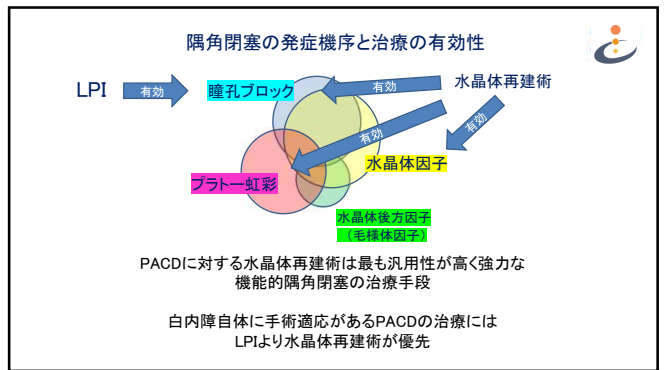 隅角閉塞の発症機序と治療の有効性
LPI
有効
瞳孔ブロック
有効
水晶体再建術
有効
有効
水晶体因子
プラトー虹彩
水晶体後方因子
(毛様体因子)
PACDに対する水晶体再建術は最も汎用性が高く強力な
機能的隅角閉塞の治療手段
白内障自体に手術適応があるPACDの治療には
LPIより水晶体再建術が優先